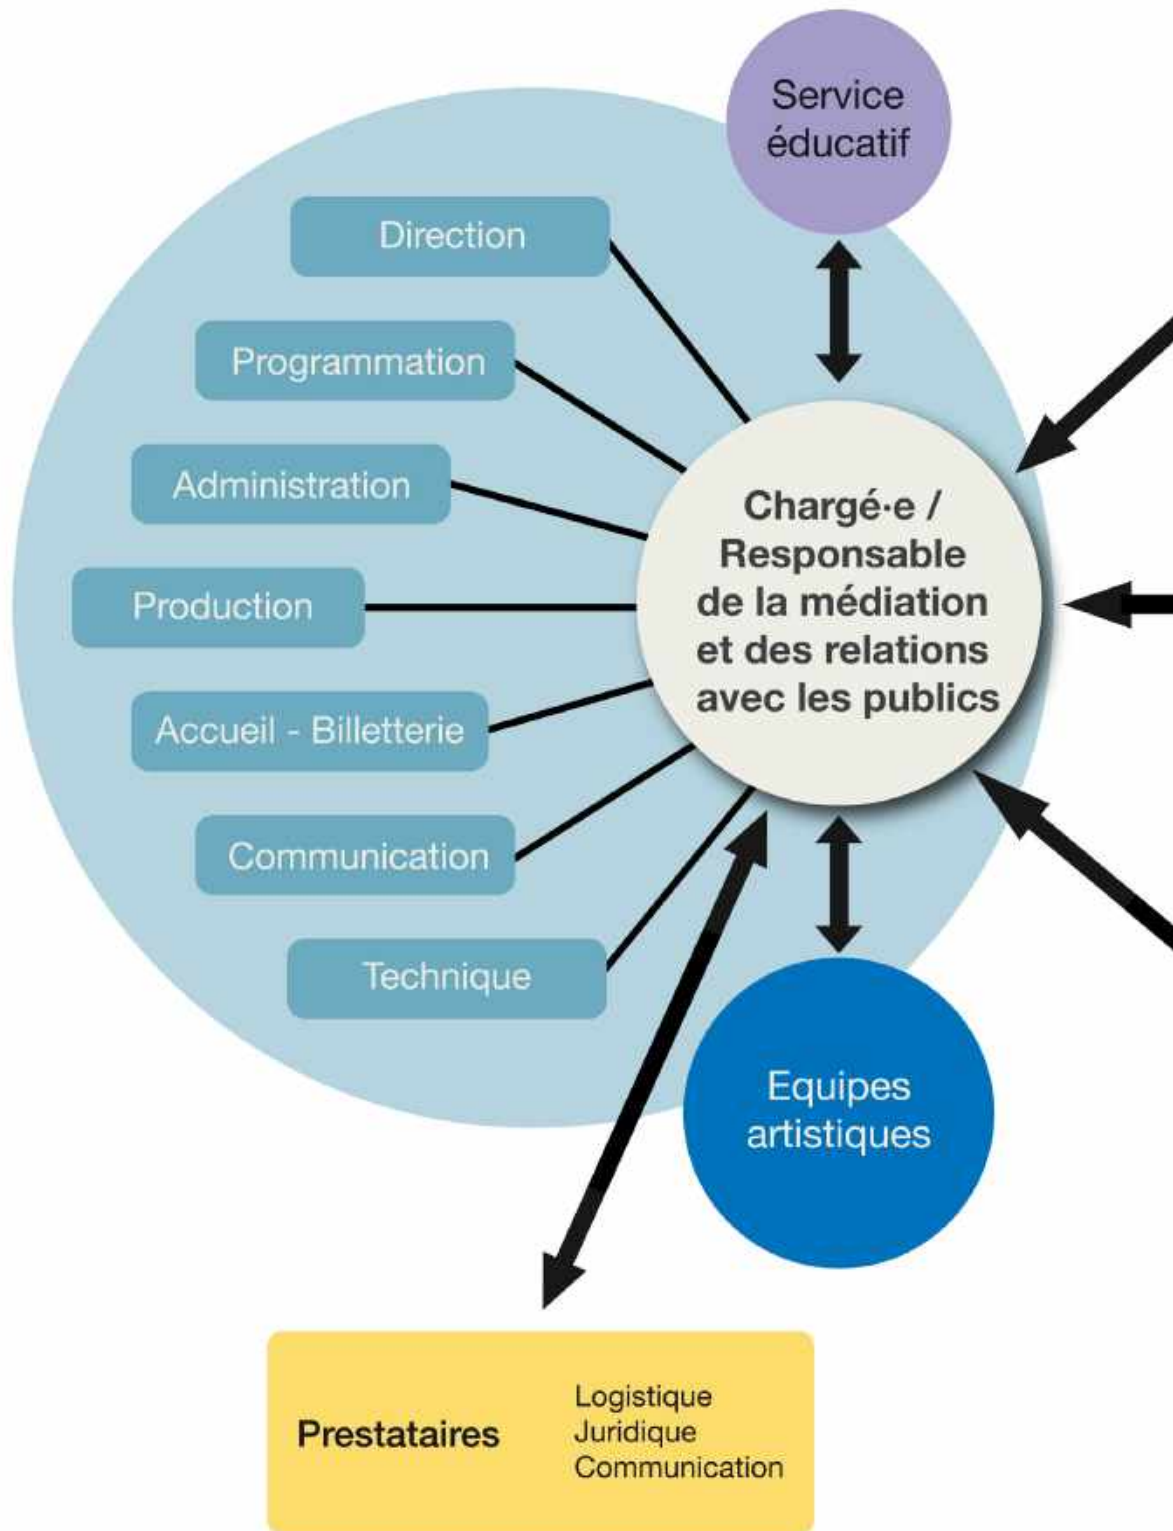 Service
éducatif
Direction
Programmation
Administration
Production
Accueil - Billetterie
Communication
Technique
Chargé·e /
Responsable
de la médiation
et des relations
avec les publics
Equipes
artistiques
Prestataires
Logistique
Juridique
Communication